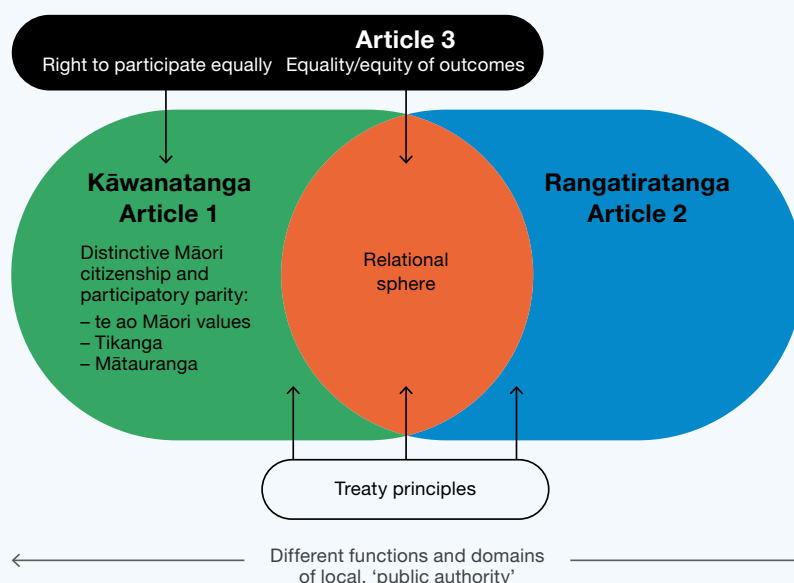 Article 3
Right to participate equally
Equality/equity of outcomes
Kāwanatanga
Article 1
Distinctive Māori
citizenship and
participatory parity:
– te ao Māori values
– Tikanga
– Mātauranga
Relational
sphere
Rangatiratanga
Article 2
Treaty principles
Different functions and domains
of local, ‘public authority’